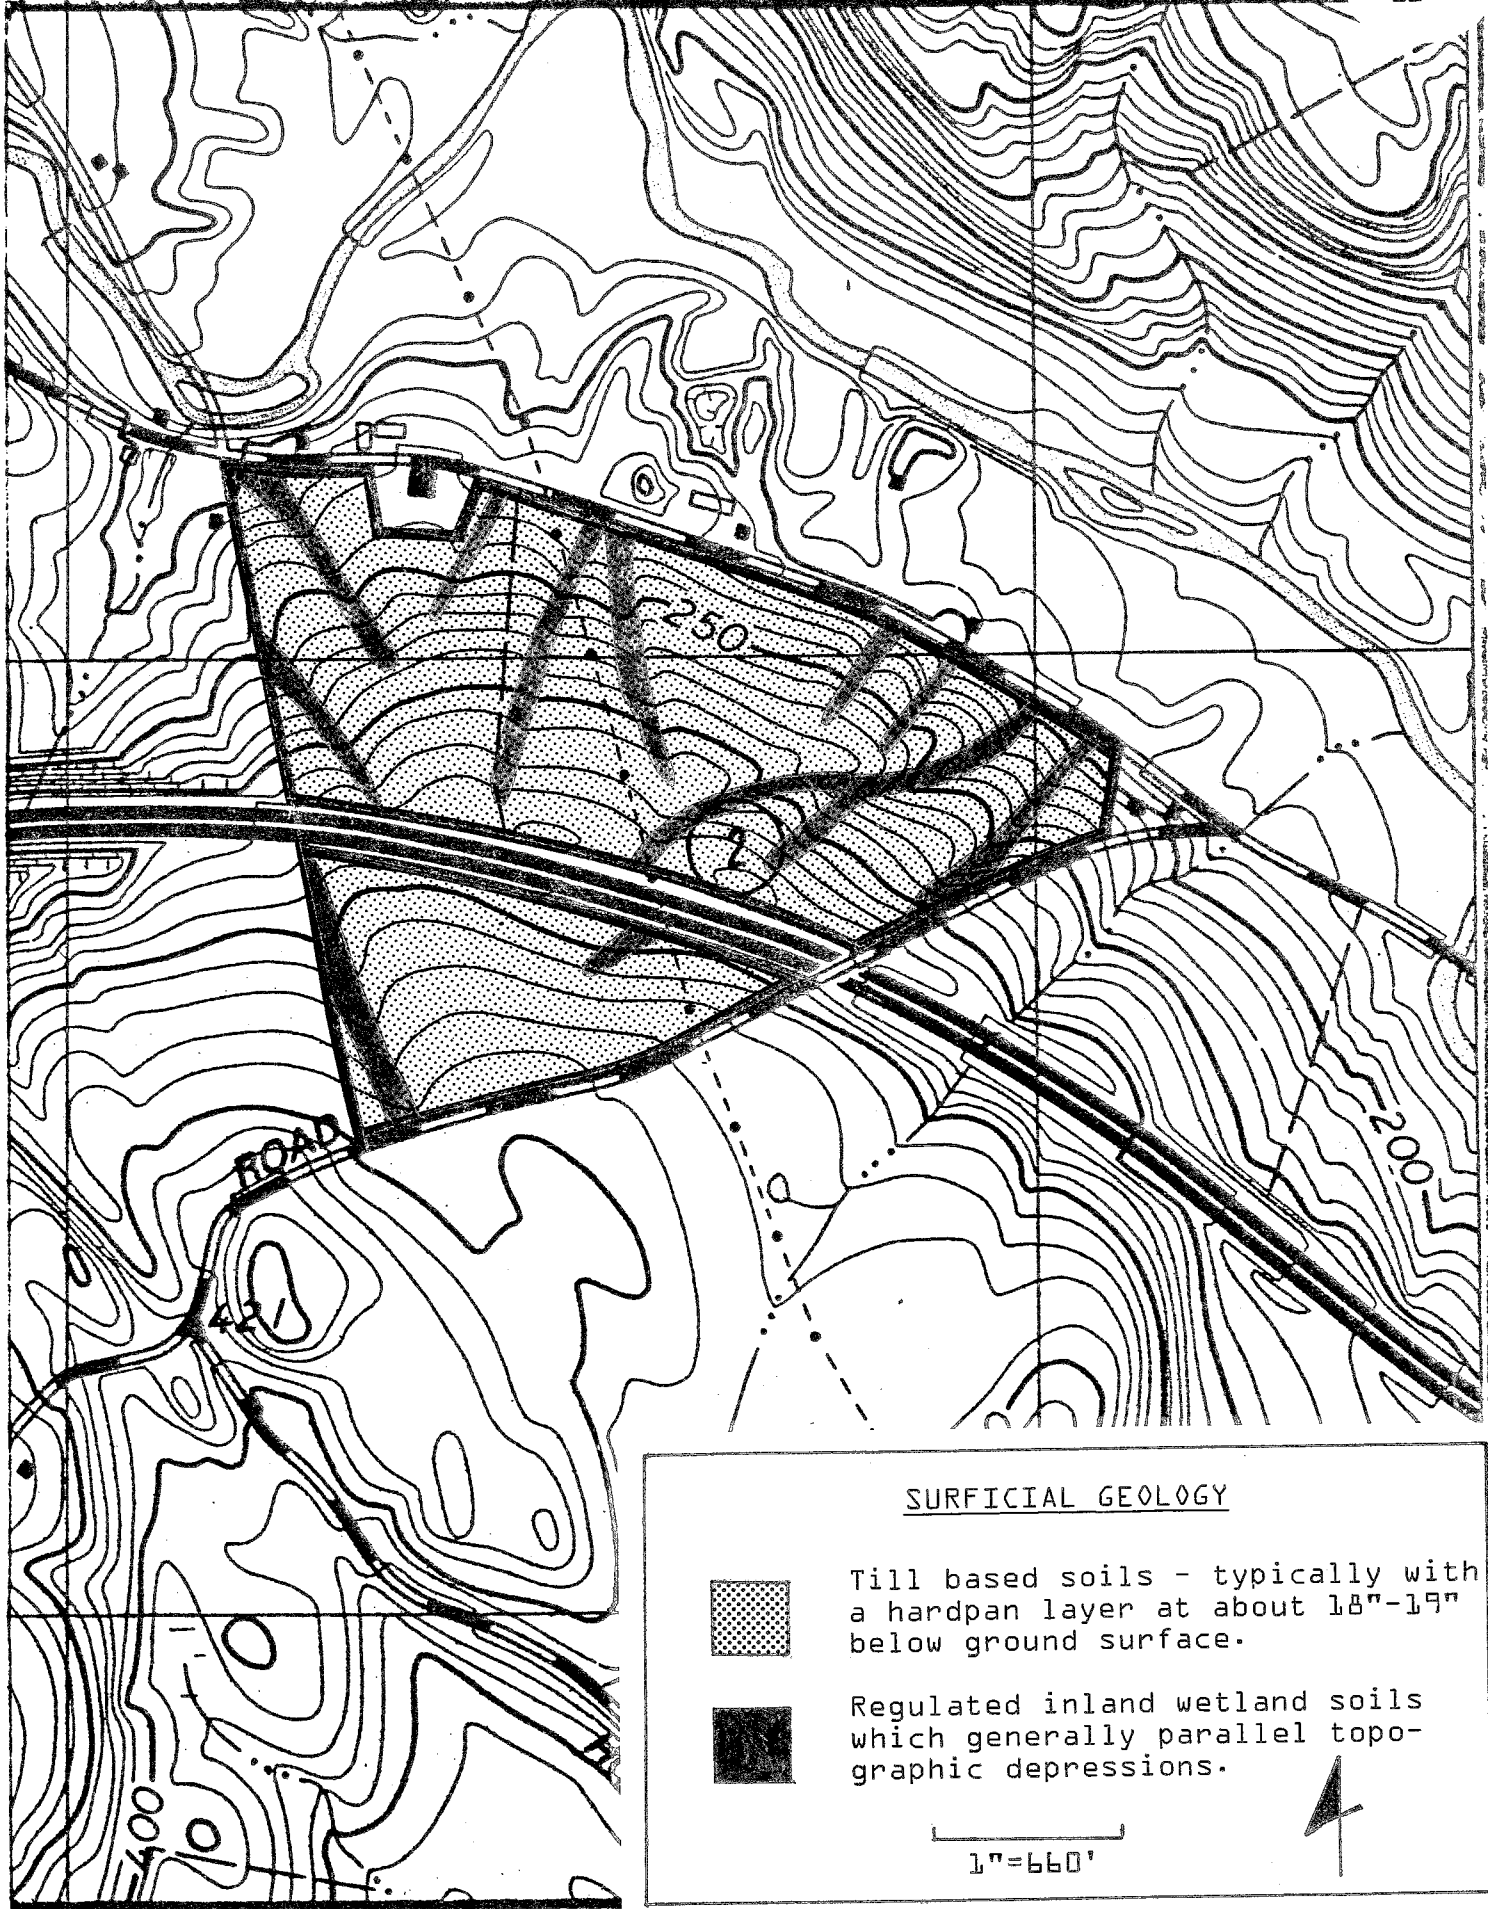 250
2
ROAD
421
200
400
SURFICIAL GEOLOGY
Till based soils - typically with
a hardpan layer at about 18"-19"
below ground surface.
Regulated inland wetland soils
which generally parallel topo-
graphic depressions.
1"=660'